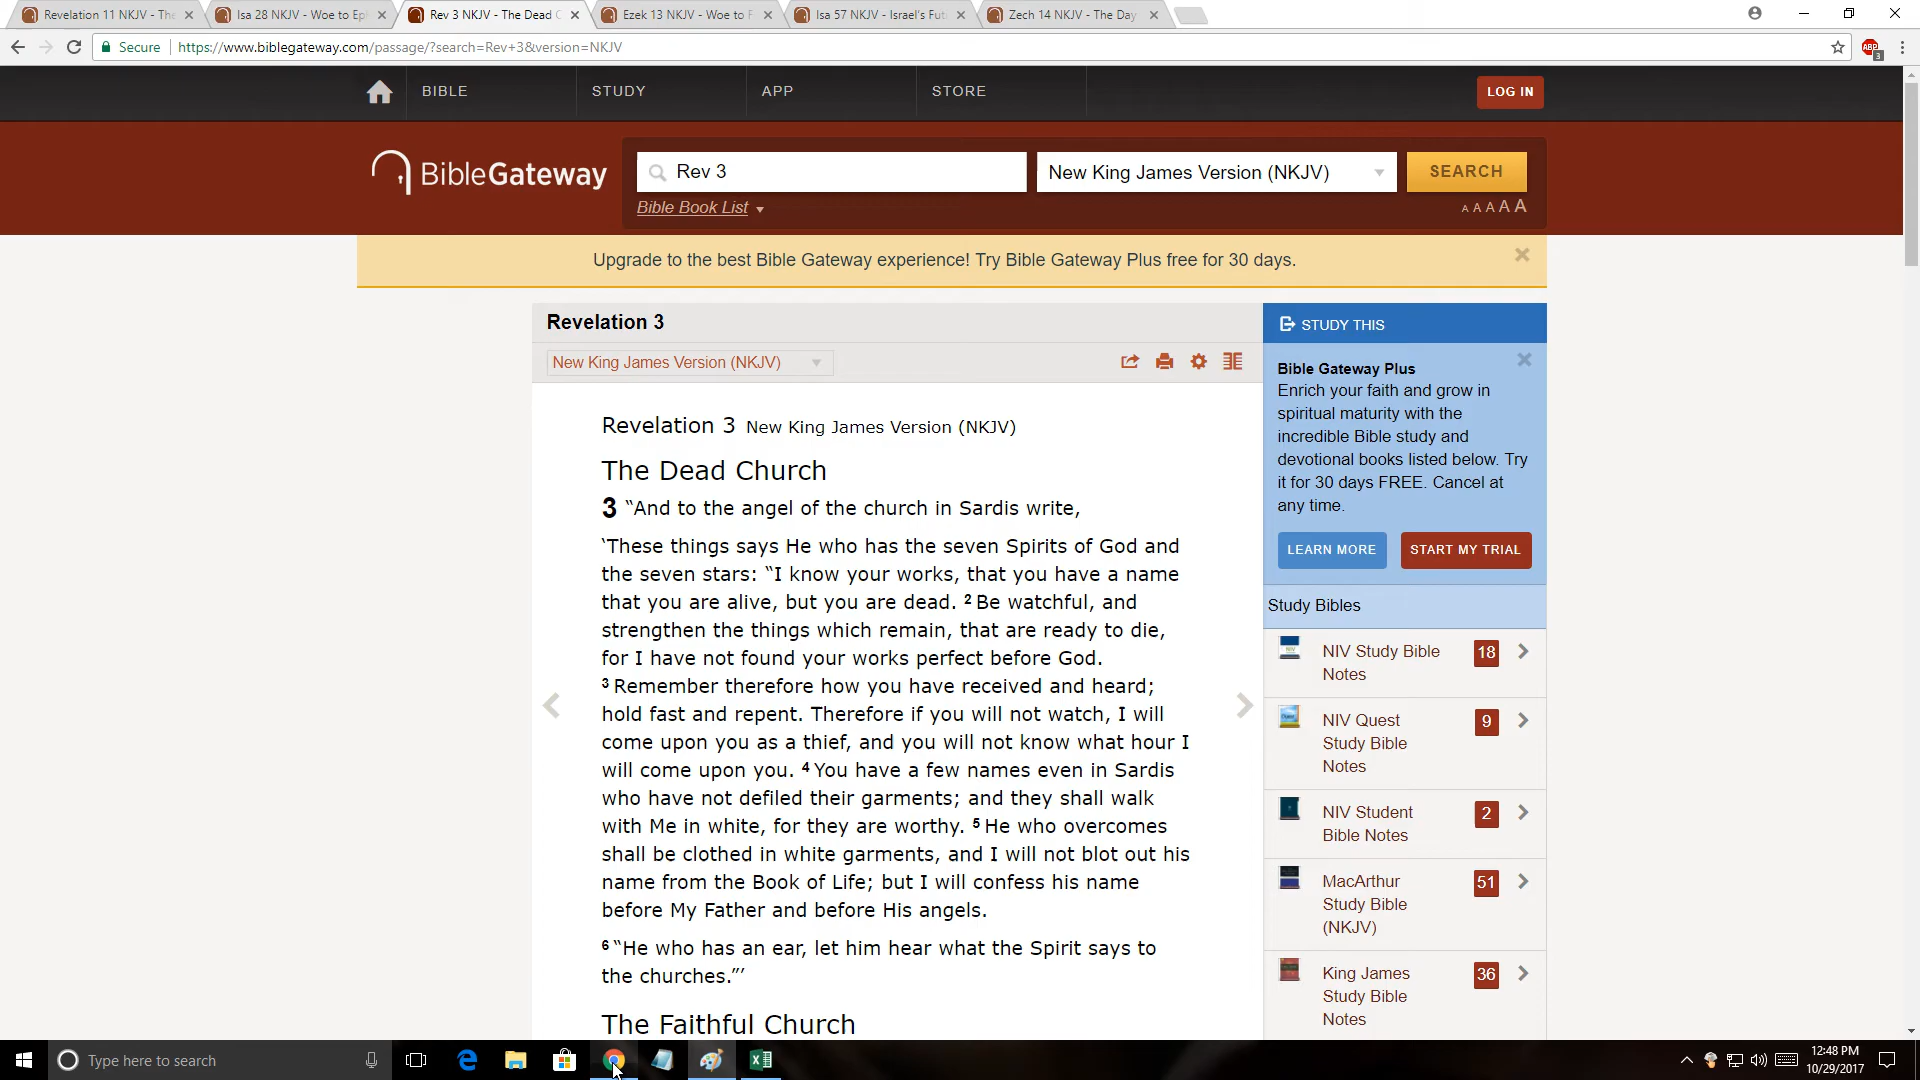 Revelation 11 NKJV - The
Isa 28 NKJV - Woe to Eph
Rev 3 NKJV - The Dead C
Ezek 13 NKJV - Woe to F
Isa 57 NKJV - Israel's Fut
Zech 14 NKJV - The Day
Secure https://www.biblegateway.com/passage/?search=Rev+3&version=NKJV
ABP 3
BIBLE STUDY APP STORE LOG IN
BibleGateway
Rev 3 New King James Version (NKJV) SEARCH
Bible Book List A A A A A
Upgrade to the best Bible Gateway experience! Try Bible Gateway Plus free for 30 days.
Revelation 3
New King James Version (NKJV)
Revelation 3 New King James Version (NKJV)
The Dead Church
3 “And to the angel of the church in Sardis write,
‘These things says He who has the seven Spirits of God and
the seven stars: “I know your works, that you have a name
that you are alive, but you are dead. 2 Be watchful, and
strengthen the things which remain, that are ready to die,
for I have not found your works perfect before God.
3 Remember therefore how you have received and heard;
hold fast and repent. Therefore if you will not watch, I will
come upon you as a thief, and you will not know what hour I
will come upon you. 4 You have a few names even in Sardis
who have not defiled their garments; and they shall walk
with Me in white, for they are worthy. 5 He who overcomes
shall be clothed in white garments, and I will not blot out his
name from the Book of Life; but I will confess his name
before My Father and before His angels.
6 “He who has an ear, let him hear what the Spirit says to
the churches.”’
The Faithful Church
STUDY THIS
Bible Gateway Plus
Enrich your faith and grow in
spiritual maturity with the
incredible Bible study and
devotional books listed below. Try
it for 30 days FREE. Cancel at
any time.
LEARN MORE START MY TRIAL
Study Bibles
NIV Study Bible 18
Notes
NIV Quest 9
Study Bible
Notes
NIV Student 2
Bible Notes
MacArthur 51
Study Bible
(NKJV)
King James 36
Study Bible
Notes
Type here to search
12:48 PM
10/29/2017